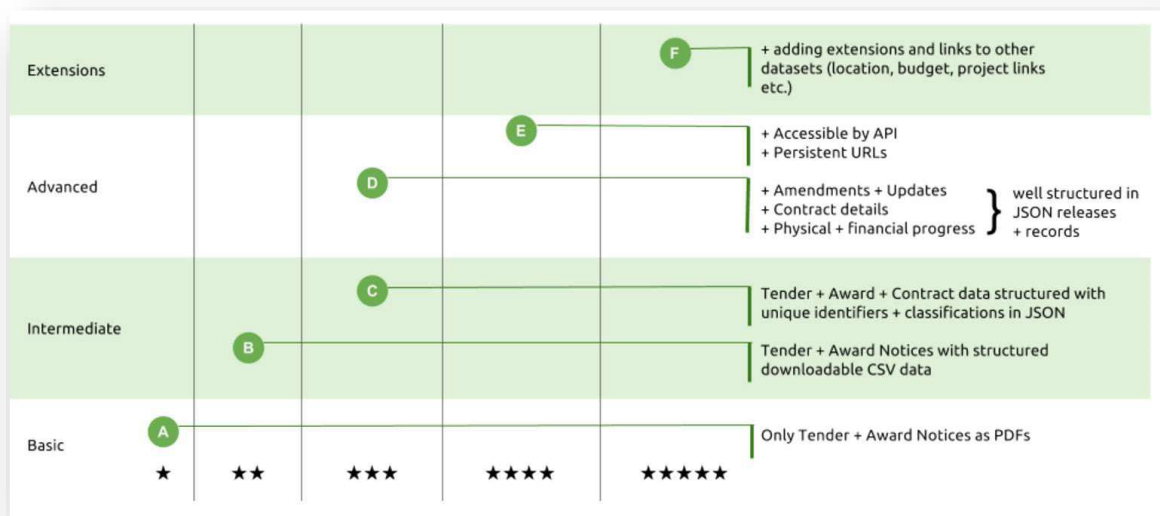 Extensions
F
+ adding extensions and links to other
datasets (location, budget, project links
etc.)
Advanced
E
+ Accessible by API
+ Persistent URLs
D
+ Amendments + Updates
+ Contract details
+ Physical + financial progress
}
well structured in
JSON releases
+ records
Intermediate
C
Tender + Award + Contract data structured with
unique identifiers + classifications in JSON
B
Tender + Award Notices with structured
downloadable CSV data
Basic
A
Only Tender + Award Notices as PDFs
★
★★
★★★
★★★★
★★★★★